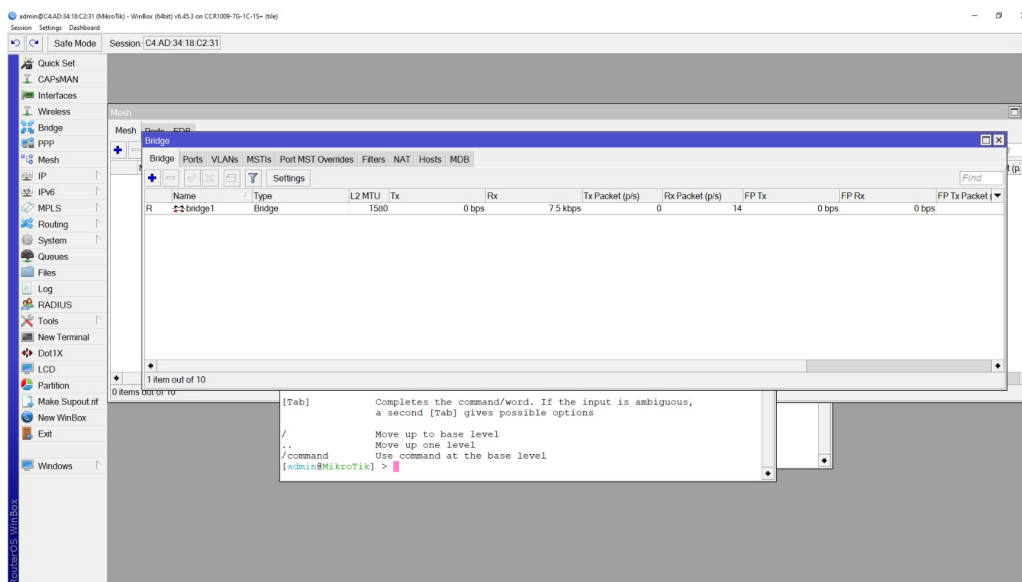 admin@C4:AD:34:18:C2:31 (MikroTik) - WinBox (64bit) v6.45.3 on CCR1009-7G-1C-1S+ (tile)
Session Settings Dashboard
Safe Mode Session: C4:AD:34:18:C2:31
Quick Set
CAPsMAN
Interfaces
Wireless
Bridge
PPP
Mesh
IP
IPv6
MPLS
Routing
System
Queues
Files
Log
RADIUS
Tools
New Terminal
Dot1X
LCD
Partition
Make Supout.rif
New WinBox
Exit
Windows
RouterOS WinBox
Mesh
Mesh Ports FDB
Bridge
Bridge Ports VLANs MSTIs Port MST Overrides Filters NAT Hosts MDB
Settings Find
Name Type L2 MTU Tx Rx Tx Packet (p/s) Rx Packet (p/s) FP Tx FP Rx FP Tx Packet (
R bridge1 Bridge 1580 0 bps 7.5 kbps 0 14 0 bps 0 bps
1 item out of 10
0 items out of 10
[Tab] Completes the command/word. If the input is ambiguous,
a second [Tab] gives possible options
/ Move up to base level
.. Move up one level
/command Use command at the base level
[admin@MikroTik] >